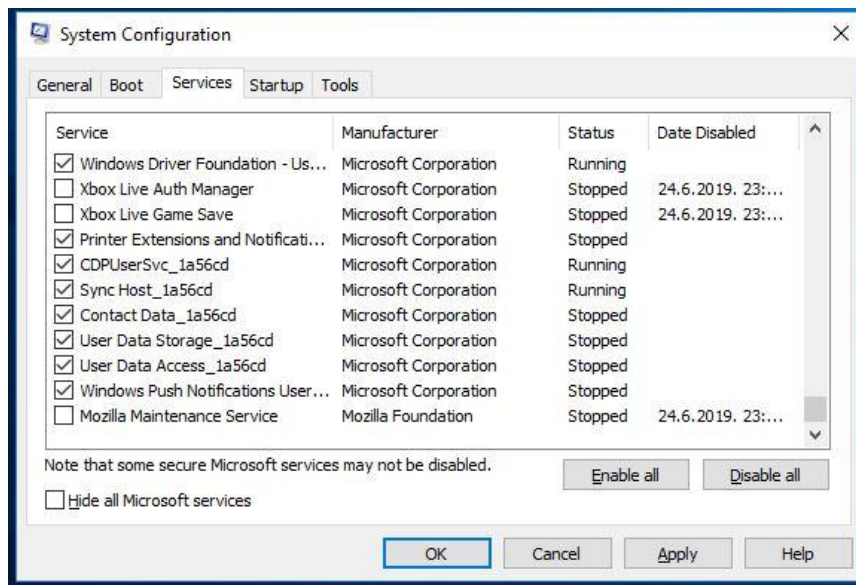 System Configuration
General Boot Services Startup Tools
Service Manufacturer Status Date Disabled
Windows Driver Foundation - Us... Microsoft Corporation Running
Xbox Live Auth Manager Microsoft Corporation Stopped 24.6.2019. 23:...
Xbox Live Game Save Microsoft Corporation Stopped 24.6.2019. 23:...
Printer Extensions and Notificati... Microsoft Corporation Stopped
CDPUserSvc_1a56cd Microsoft Corporation Running
Sync Host_1a56cd Microsoft Corporation Running
Contact Data_1a56cd Microsoft Corporation Stopped
User Data Storage_1a56cd Microsoft Corporation Stopped
User Data Access_1a56cd Microsoft Corporation Stopped
Windows Push Notifications User... Microsoft Corporation Stopped
Mozilla Maintenance Service Mozilla Foundation Stopped 24.6.2019. 23:...
Note that some secure Microsoft services may not be disabled.
Enable all Disable all
Hide all Microsoft services
OK Cancel Apply Help